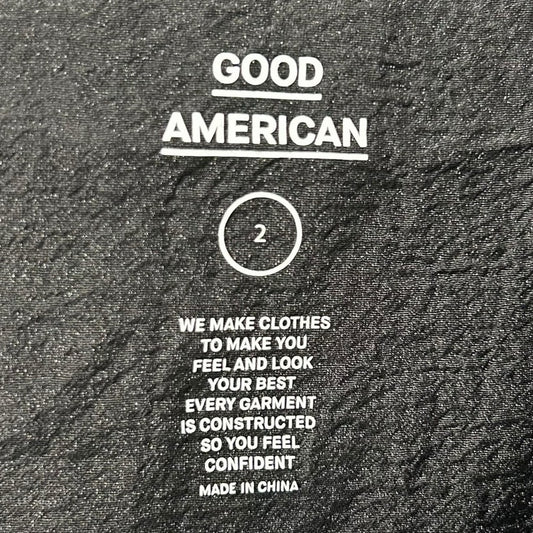 GOOD
AMERICAN
2
WE MAKE CLOTHES
TO MAKE YOU
FEEL AND LOOK
YOUR BEST
EVERY GARMENT
IS CONSTRUCTED
SO YOU FEEL
CONFIDENT
MADE IN CHINA